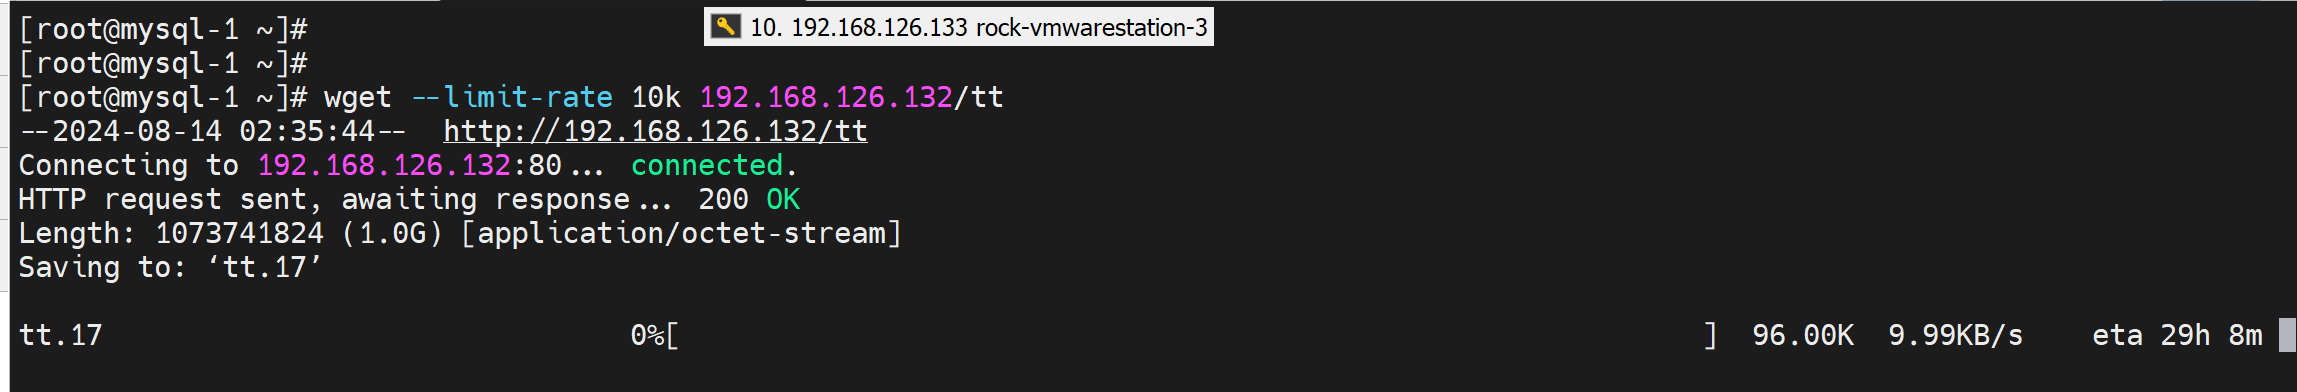 [root@mysql-1 ~]#
10. 192.168.126.133 rock-vmwarestation-3
[root@mysql-1 ~]#
[root@mysql-1 ~]# wget --limit-rate 10k 192.168.126.132/tt
--2024-08-14 02:35:44--  http://192.168.126.132/tt
Connecting to 192.168.126.132:80... connected.
HTTP request sent, awaiting response... 200 OK
Length: 1073741824 (1.0G) [application/octet-stream]
Saving to: ‘tt.17’
tt.17 0%[ ] 96.00K 9.99KB/s eta 29h 8m